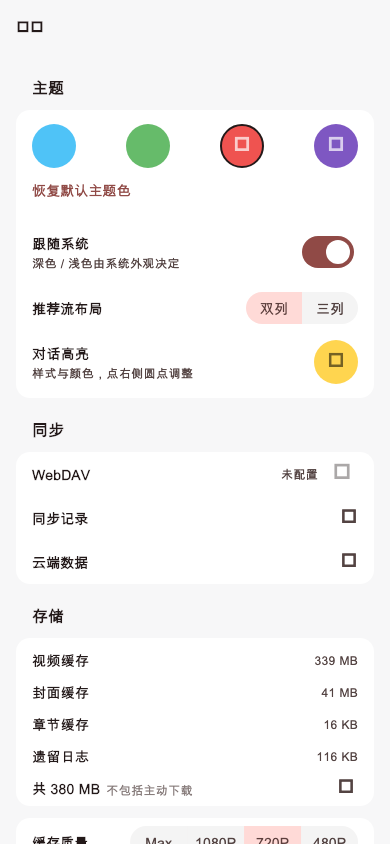 主题
恢复默认主题色
跟随系统
深色 / 浅色由系统外观决定
推荐流布局 双列 三列
对话高亮
样式与颜色，点右侧圆点调整
同步
WebDAV 未配置
同步记录
云端数据
存储
视频缓存 339 MB
封面缓存 41 MB
章节缓存 16 KB
遗留日志 116 KB
共 380 MB 不包括主动下载
缓存质量 Max 1080P 720P 480P